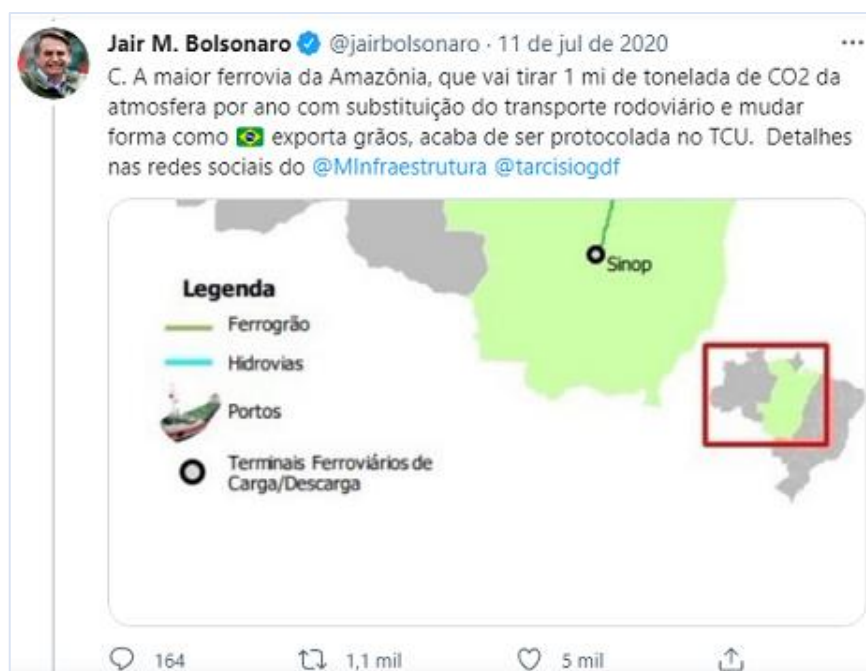 Jair M. Bolsonaro @jairbolsonaro · 11 de jul de 2020 ...
C. A maior ferrovia da Amazônia, que vai tirar 1 mi de tonelada de CO2 da
atmosfera por ano com substituição do transporte rodoviário e mudar
forma como 🇧🇷 exporta grãos, acaba de ser protocolada no TCU. Detalhes
nas redes sociais do @MInfraestrutura @tarcisiogdf
Sinop
Legenda
Ferrogrão
Hidrovias
Portos
Terminais Ferroviários de
Carga/Descarga
164 1,1 mil 5 mil